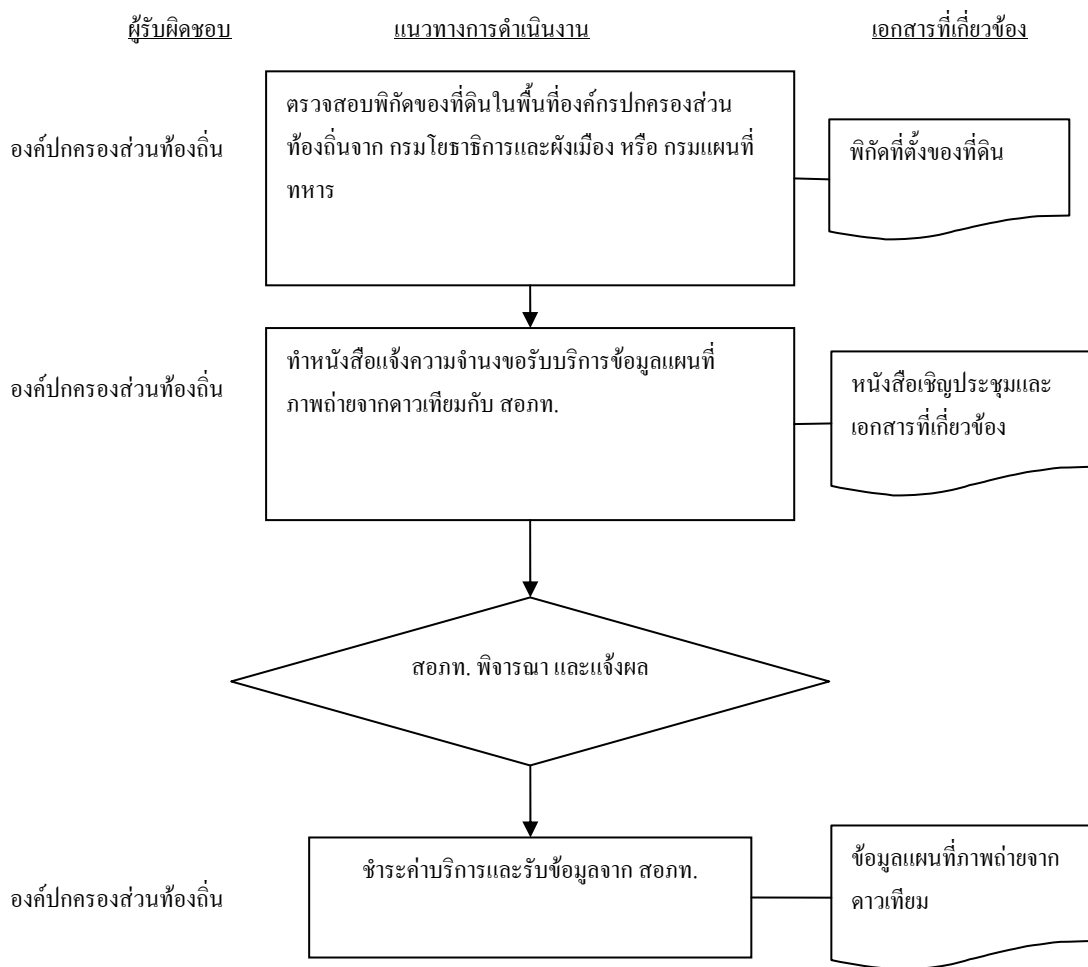 ผู้รับผิดชอบ แนวทางการดำเนินงาน เอกสารที่เกี่ยวข้อง
องค์ปกครองส่วนท้องถิ่น
ตรวจสอบพิกัดของที่ดินในพื้นที่องค์กรปกครองส่วน
ท้องถิ่นจาก กรมโยธาธิการและผังเมือง หรือ กรมแผนที่
ทหาร
พิกัดที่ตั้งของที่ดิน
องค์ปกครองส่วนท้องถิ่น
ทำหนังสือแจ้งความจำนงขอรับบริการข้อมูลแผนที่
ภาพถ่ายจากดาวเทียมกับ สอภท.
หนังสือเชิญประชุมและ
เอกสารที่เกี่ยวข้อง
สอภท. พิจารณา และแจ้งผล
องค์ปกครองส่วนท้องถิ่น
ชำระค่าบริการและรับข้อมูลจาก สอภท.
ข้อมูลแผนที่ภาพถ่ายจาก
ดาวเทียม